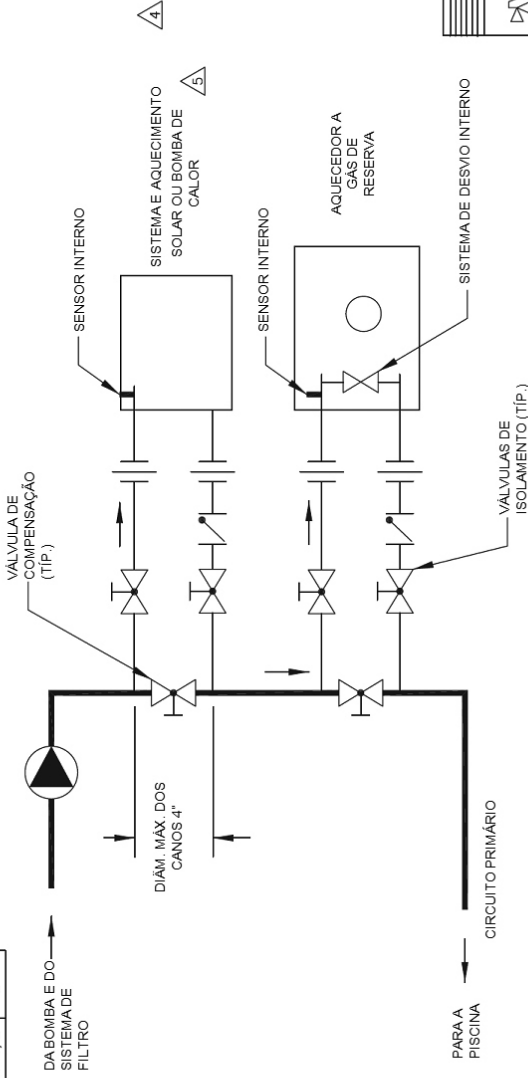 DA BOMBA E DO
SISTEMA DE
FILTRO
VÁLVULA DE
COMPENSAÇÃO
(TÍP.)
SENSOR INTERNO
SISTEMA E AQUECIMENTO
SOLAR OU BOMBA DE
CALOR
4
5
DIÂM. MÁX. DOS
CANOS 4"
SENSOR INTERNO
AQUECEDOR A
GÁS DE
RESERVA
SISTEMA DE DESVIO INTERNO
VÁLVULAS DE
ISOLAMENTO (TÍP.)
CIRCUITO PRIMÁRIO
PARA A
PISCINA